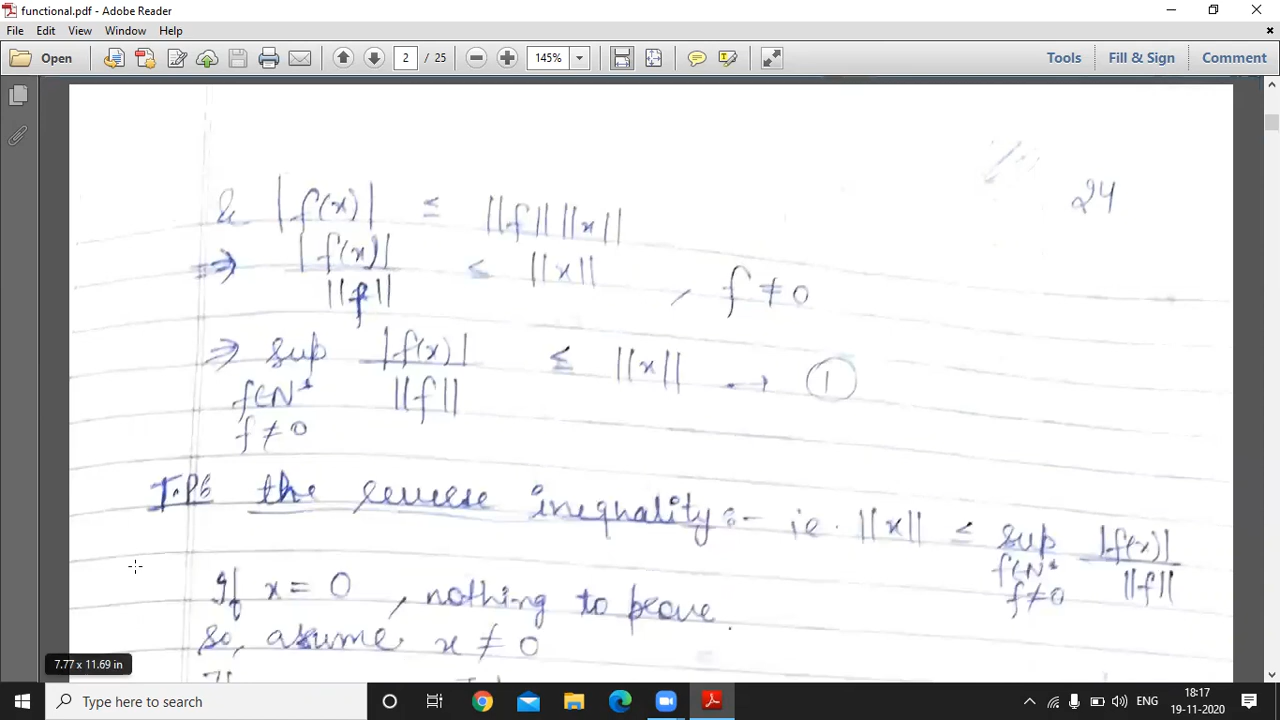 functional.pdf - Adobe Reader
File Edit View Window Help
Open 2 / 25 145% Tools Fill & Sign Comment
24
& |f(x)| ≤ ||f|| ||x||
⇒ |f(x)| / ||f|| ≤ ||x|| , f ≠ 0
⇒ sup |f(x)| / ||f|| ≤ ||x|| → ①
f∈N*
f ≠ 0
T.P6 the reverse inequality :- ie. ||x|| ≤ sup |f(x)| / ||f||
f∈N*
f≠0
If x = 0 , nothing to prove.
so, assume x ≠ 0
7.77 x 11.69 in
Type here to search
ENG
18:17
19-11-2020